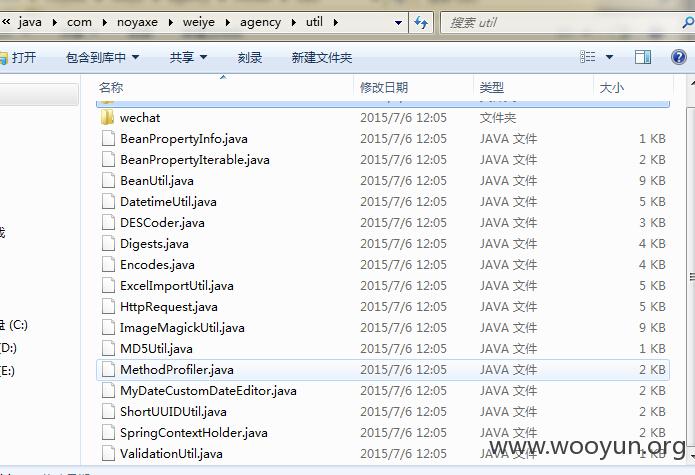 « java ▸ com ▸ noyaxe ▸ weiye ▸ agency ▸ util ▸ 搜索 util
打开 包含到库中 共享 刻录 新建文件夹
名称 修改日期 类型 大小
wechat 2015/7/6 12:05 文件夹
BeanPropertyInfo.java 2015/7/6 12:05 JAVA 文件 1 KB
BeanPropertyIterable.java 2015/7/6 12:05 JAVA 文件 2 KB
BeanUtil.java 2015/7/6 12:05 JAVA 文件 9 KB
DatetimeUtil.java 2015/7/6 12:05 JAVA 文件 5 KB
DESCoder.java 2015/7/6 12:05 JAVA 文件 3 KB
Digests.java 2015/7/6 12:05 JAVA 文件 4 KB
Encodes.java 2015/7/6 12:05 JAVA 文件 4 KB
ExcelImportUtil.java 2015/7/6 12:05 JAVA 文件 5 KB
HttpRequest.java 2015/7/6 12:05 JAVA 文件 5 KB
盘 (C:)
ImageMagickUtil.java 2015/7/6 12:05 JAVA 文件 9 KB
(D:)
MD5Util.java 2015/7/6 12:05 JAVA 文件 1 KB
(E:)
MethodProfiler.java 2015/7/6 12:05 JAVA 文件 2 KB
MyDateCustomDateEditor.java 2015/7/6 12:05 JAVA 文件 2 KB
ShortUUIDUtil.java 2015/7/6 12:05 JAVA 文件 2 KB
SpringContextHolder.java 2015/7/6 12:05 JAVA 文件 2 KB
ValidationUtil.java 2015/7/6 12:05 JAVA 文件 1 KB
www.wooyun.org